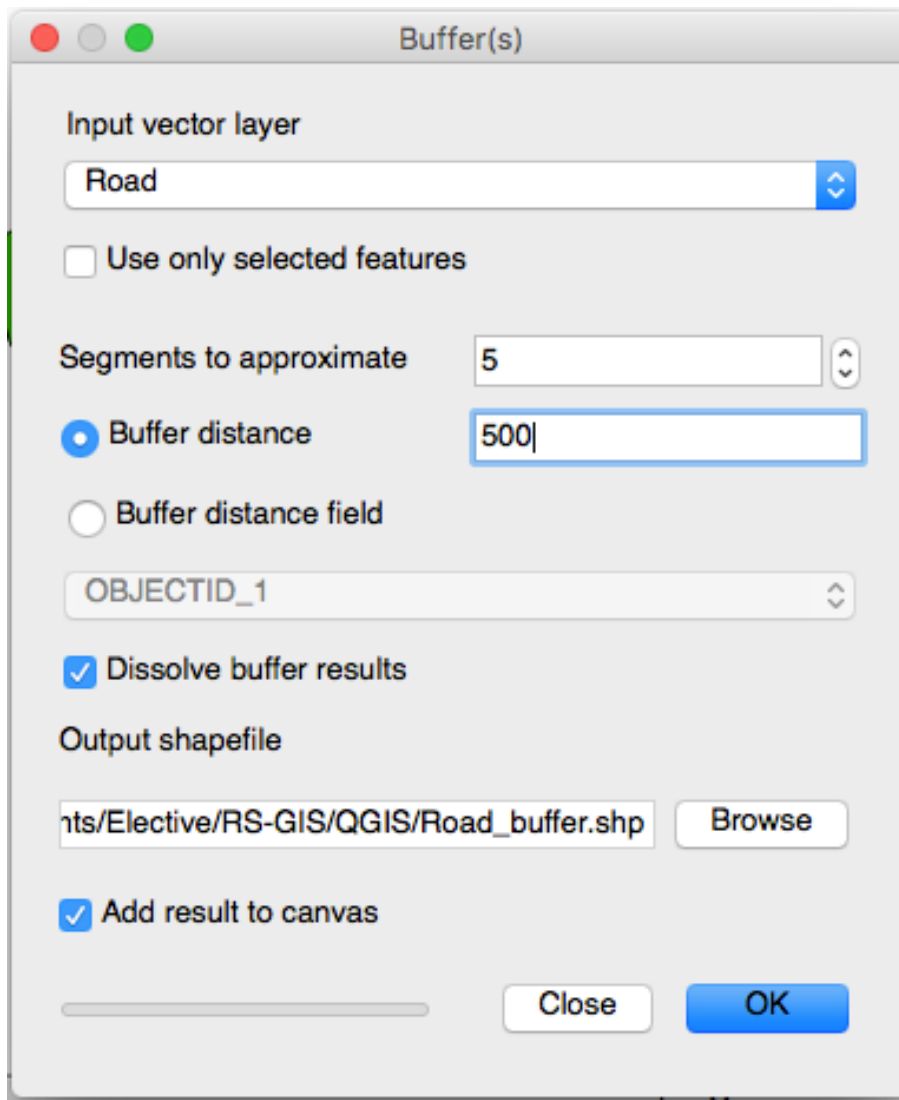 Buffer(s)
Input vector layer
Road
Use only selected features
Segments to approximate 5
Buffer distance 500
Buffer distance field
OBJECTID_1
Dissolve buffer results
Output shapefile
nts/Elective/RS-GIS/QGIS/Road_buffer.shp Browse
Add result to canvas
Close OK